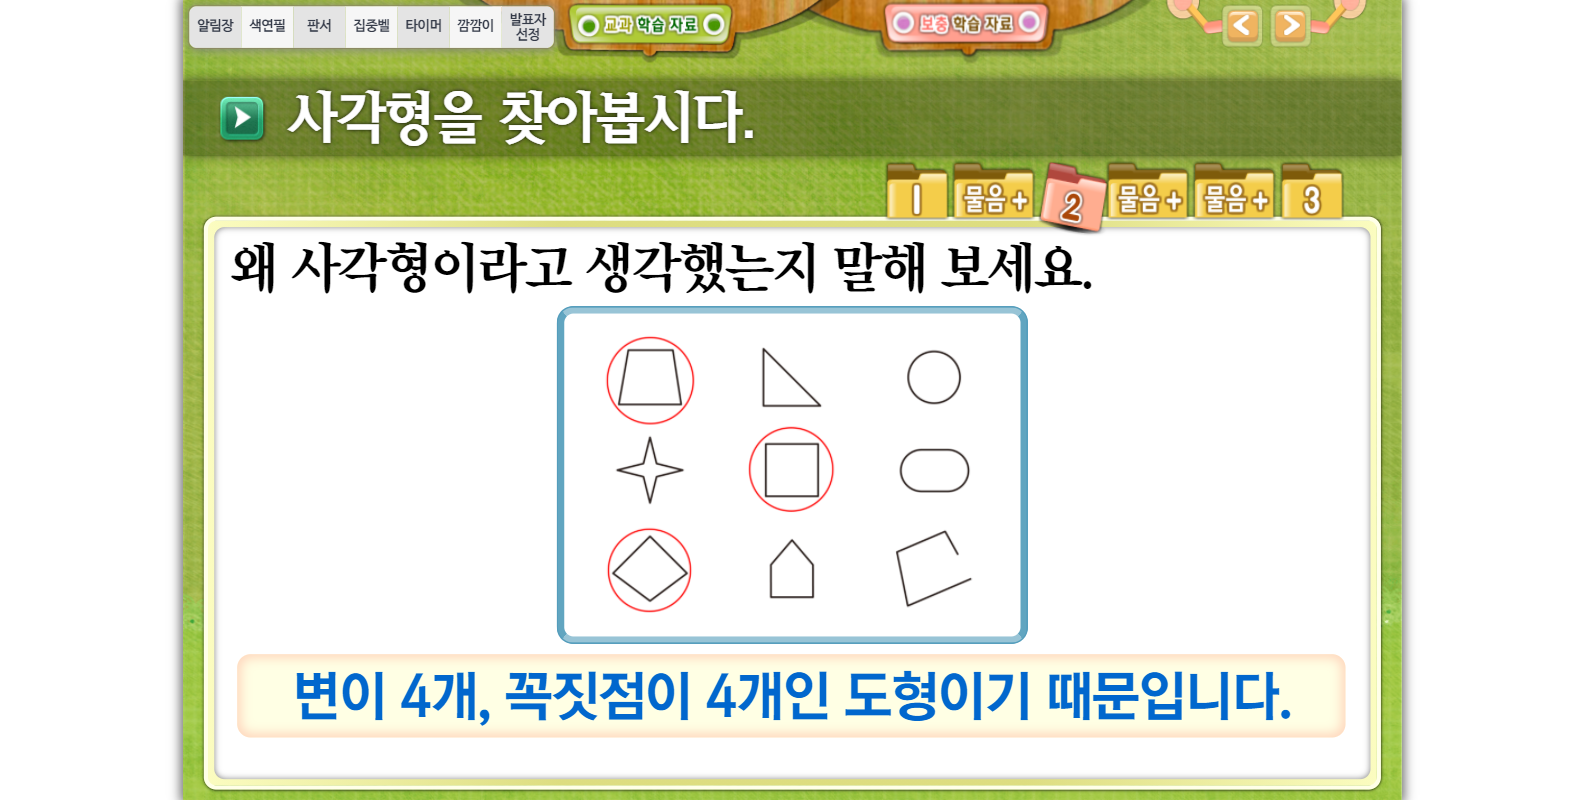 알림장 색연필 판서 집중벨 타이머 깜깜이 발표자 선정
교과 학습 자료 보충 학습 자료
사각형을 찾아봅시다.
1 물음+ 2 물음+ 물음+ 3
왜 사각형이라고 생각했는지 말해 보세요.
변이 4개, 꼭짓점이 4개인 도형이기 때문입니다.